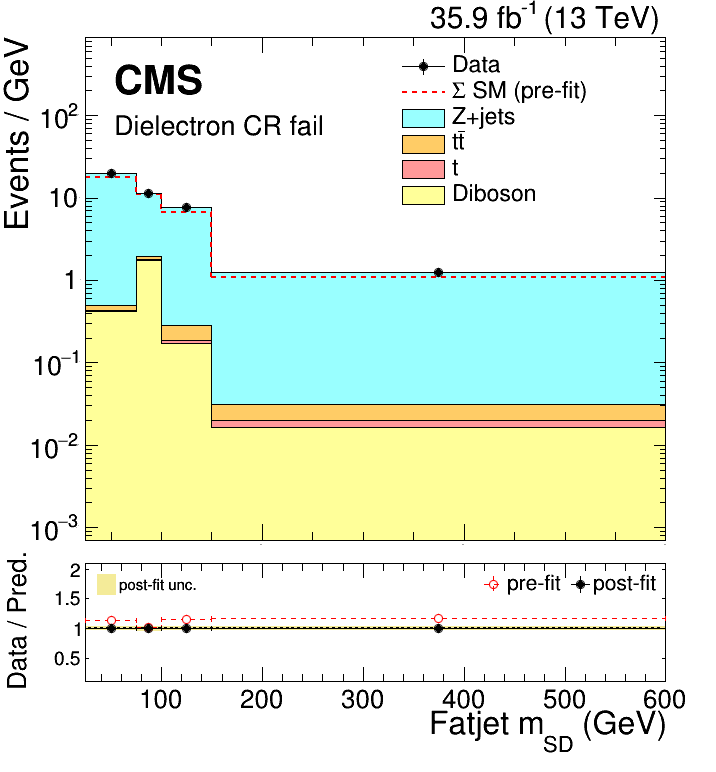 35.9 fb⁻¹ (13 TeV)
CMS
Dielectron CR fail
Data
Σ SM (pre-fit)
Z+jets
tt̄
t
Diboson
Events / GeV
10²
10
1
10⁻¹
10⁻²
10⁻³
post-fit unc.
pre-fit
post-fit
Data / Pred.
2
1.5
1
0.5
100 200 300 400 500 600
Fatjet m_SD (GeV)